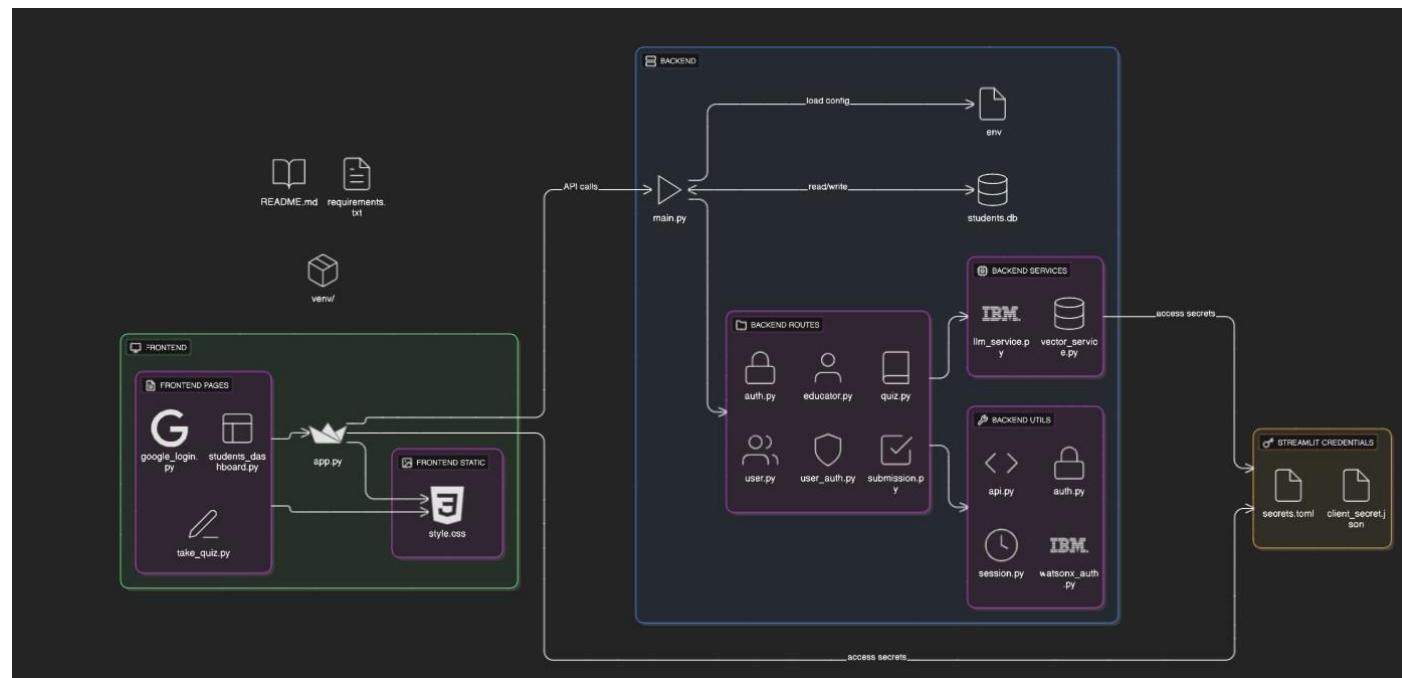 BACKEND
load config
env
README.md
requirements.
txt
API calls
main.py
read/write
students.db
venv/
BACKEND SERVICES
IBM
llm_service.p
y
vector_servic
e.py
access secrets
BACKEND ROUTES
auth.py
educator.py
quiz.py
user.py
user_auth.py
submission.p
y
BACKEND UTILS
api.py
auth.py
session.py
IBM
watsonx_auth
.py
FRONTEND
FRONTEND PAGES
G
google_login.
py
students_das
hboard.py
take_quiz.py
app.py
FRONTEND STATIC
3
style.css
STREAMLIT CREDENTIALS
secrets.toml
client_secret.j
son
access secrets